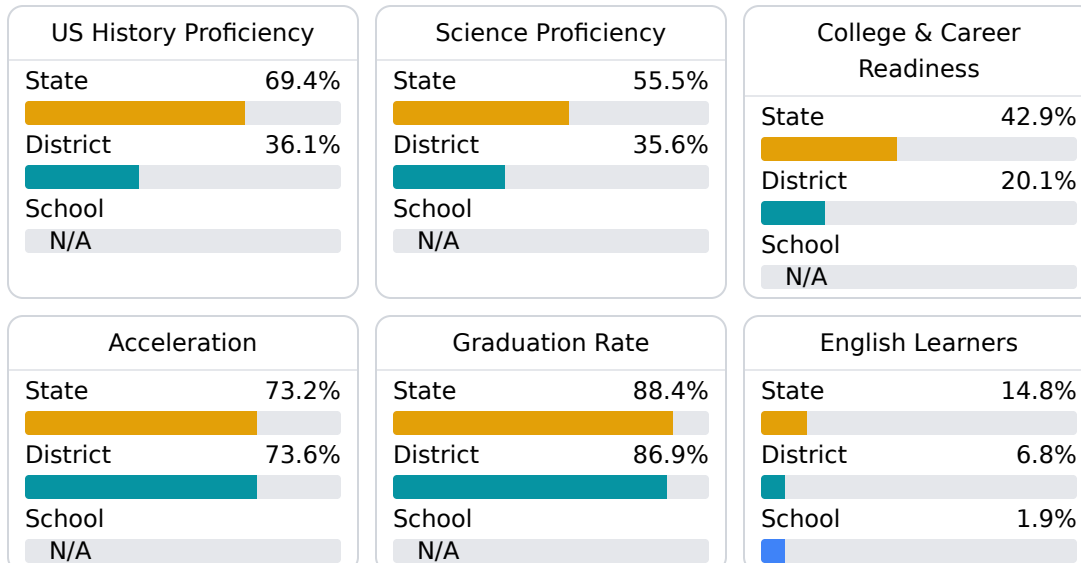 US History Proficiency
State 69.4%
District 36.1%
School
N/A
Science Proficiency
State 55.5%
District 35.6%
School
N/A
College & Career
Readiness
State 42.9%
District 20.1%
School
N/A
Acceleration
State 73.2%
District 73.6%
School
N/A
Graduation Rate
State 88.4%
District 86.9%
School
N/A
English Learners
State 14.8%
District 6.8%
School 1.9%